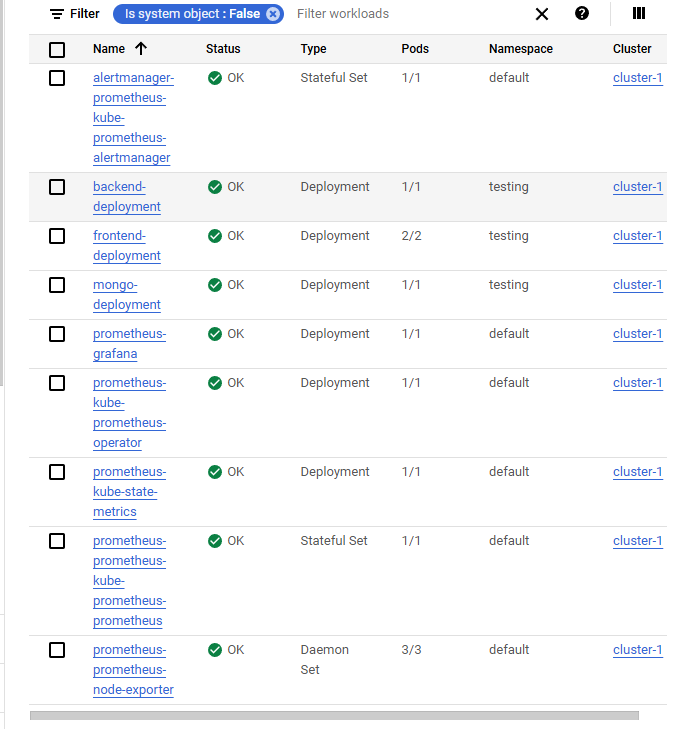 Filter Is system object : False Filter workloads
Name Status Type Pods Namespace Cluster
alertmanager- OK Stateful Set 1/1 default cluster-1
prometheus-
kube-
prometheus-
alertmanager
backend- OK Deployment 1/1 testing cluster-1
deployment
frontend- OK Deployment 2/2 testing cluster-1
deployment
mongo- OK Deployment 1/1 testing cluster-1
deployment
prometheus- OK Deployment 1/1 default cluster-1
grafana
prometheus- OK Deployment 1/1 default cluster-1
kube-
prometheus-
operator
prometheus- OK Deployment 1/1 default cluster-1
kube-state-
metrics
prometheus- OK Stateful Set 1/1 default cluster-1
prometheus-
kube-
prometheus-
prometheus
prometheus- OK Daemon 3/3 default cluster-1
prometheus- Set
node-exporter